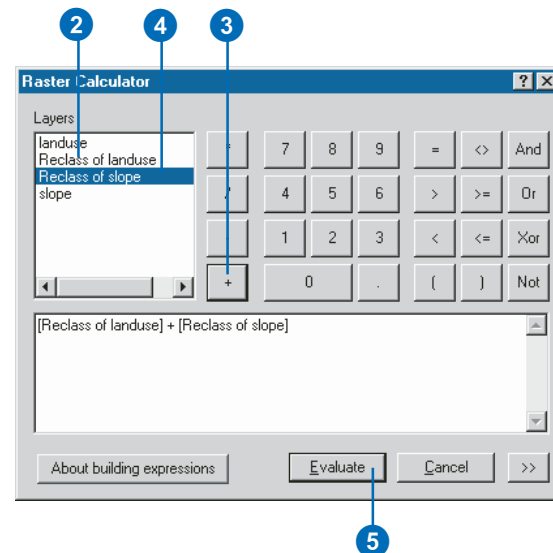 2 4 3
Raster Calculator ? ×
Layers
landuse
Reclass of landuse
Reclass of slope
slope
* 7 8 9 = <> And
/ 4 5 6 > >= Or
- 1 2 3 < <= Xor
+ 0 . ( ) Not
[Reclass of landuse] + [Reclass of slope]
About building expressions Evaluate Cancel >>
5